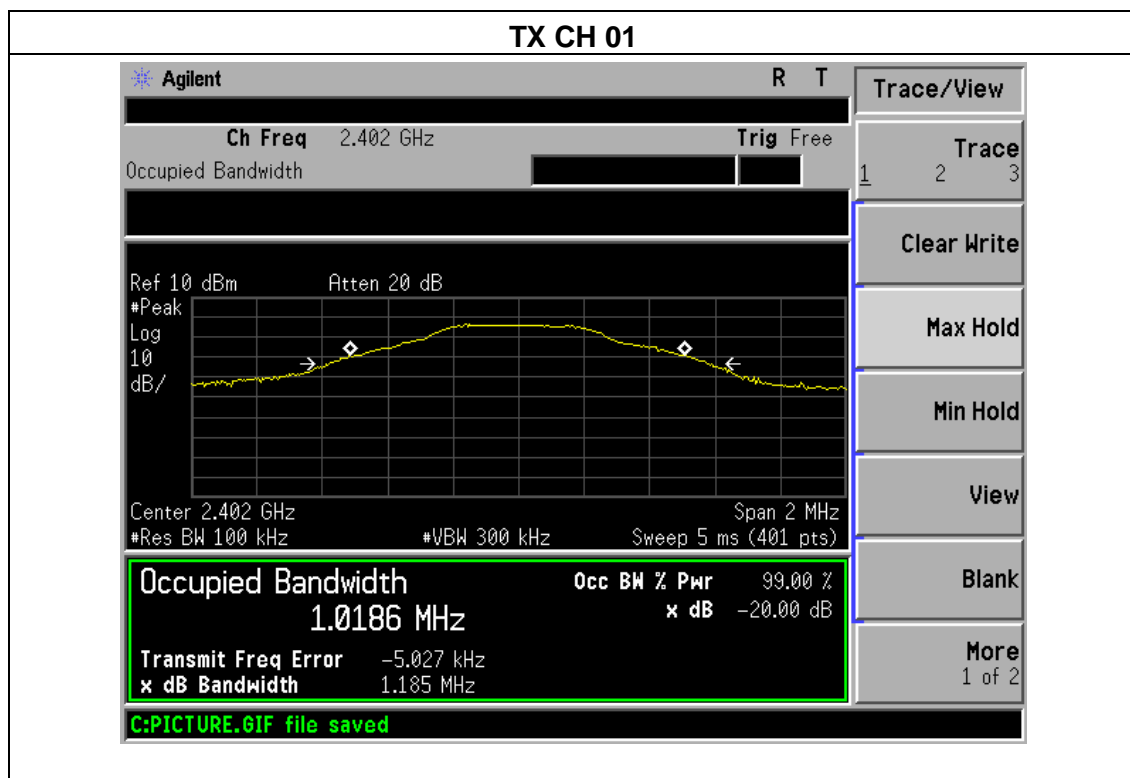 TX CH 01
Agilent R T
Trace/View
Ch Freq 2.402 GHz Trig Free
Occupied Bandwidth
Trace
1 2 3
Clear Write
Ref 10 dBm Atten 20 dB
#Peak
Log
10
dB/
Max Hold
Min Hold
View
Center 2.402 GHz Span 2 MHz
#Res BW 100 kHz #VBW 300 kHz Sweep 5 ms (401 pts)
Occupied Bandwidth Occ BW % Pwr 99.00 %
1.0186 MHz x dB -20.00 dB
Blank
Transmit Freq Error -5.027 kHz
x dB Bandwidth 1.185 MHz
More
1 of 2
C:PICTURE.GIF file saved